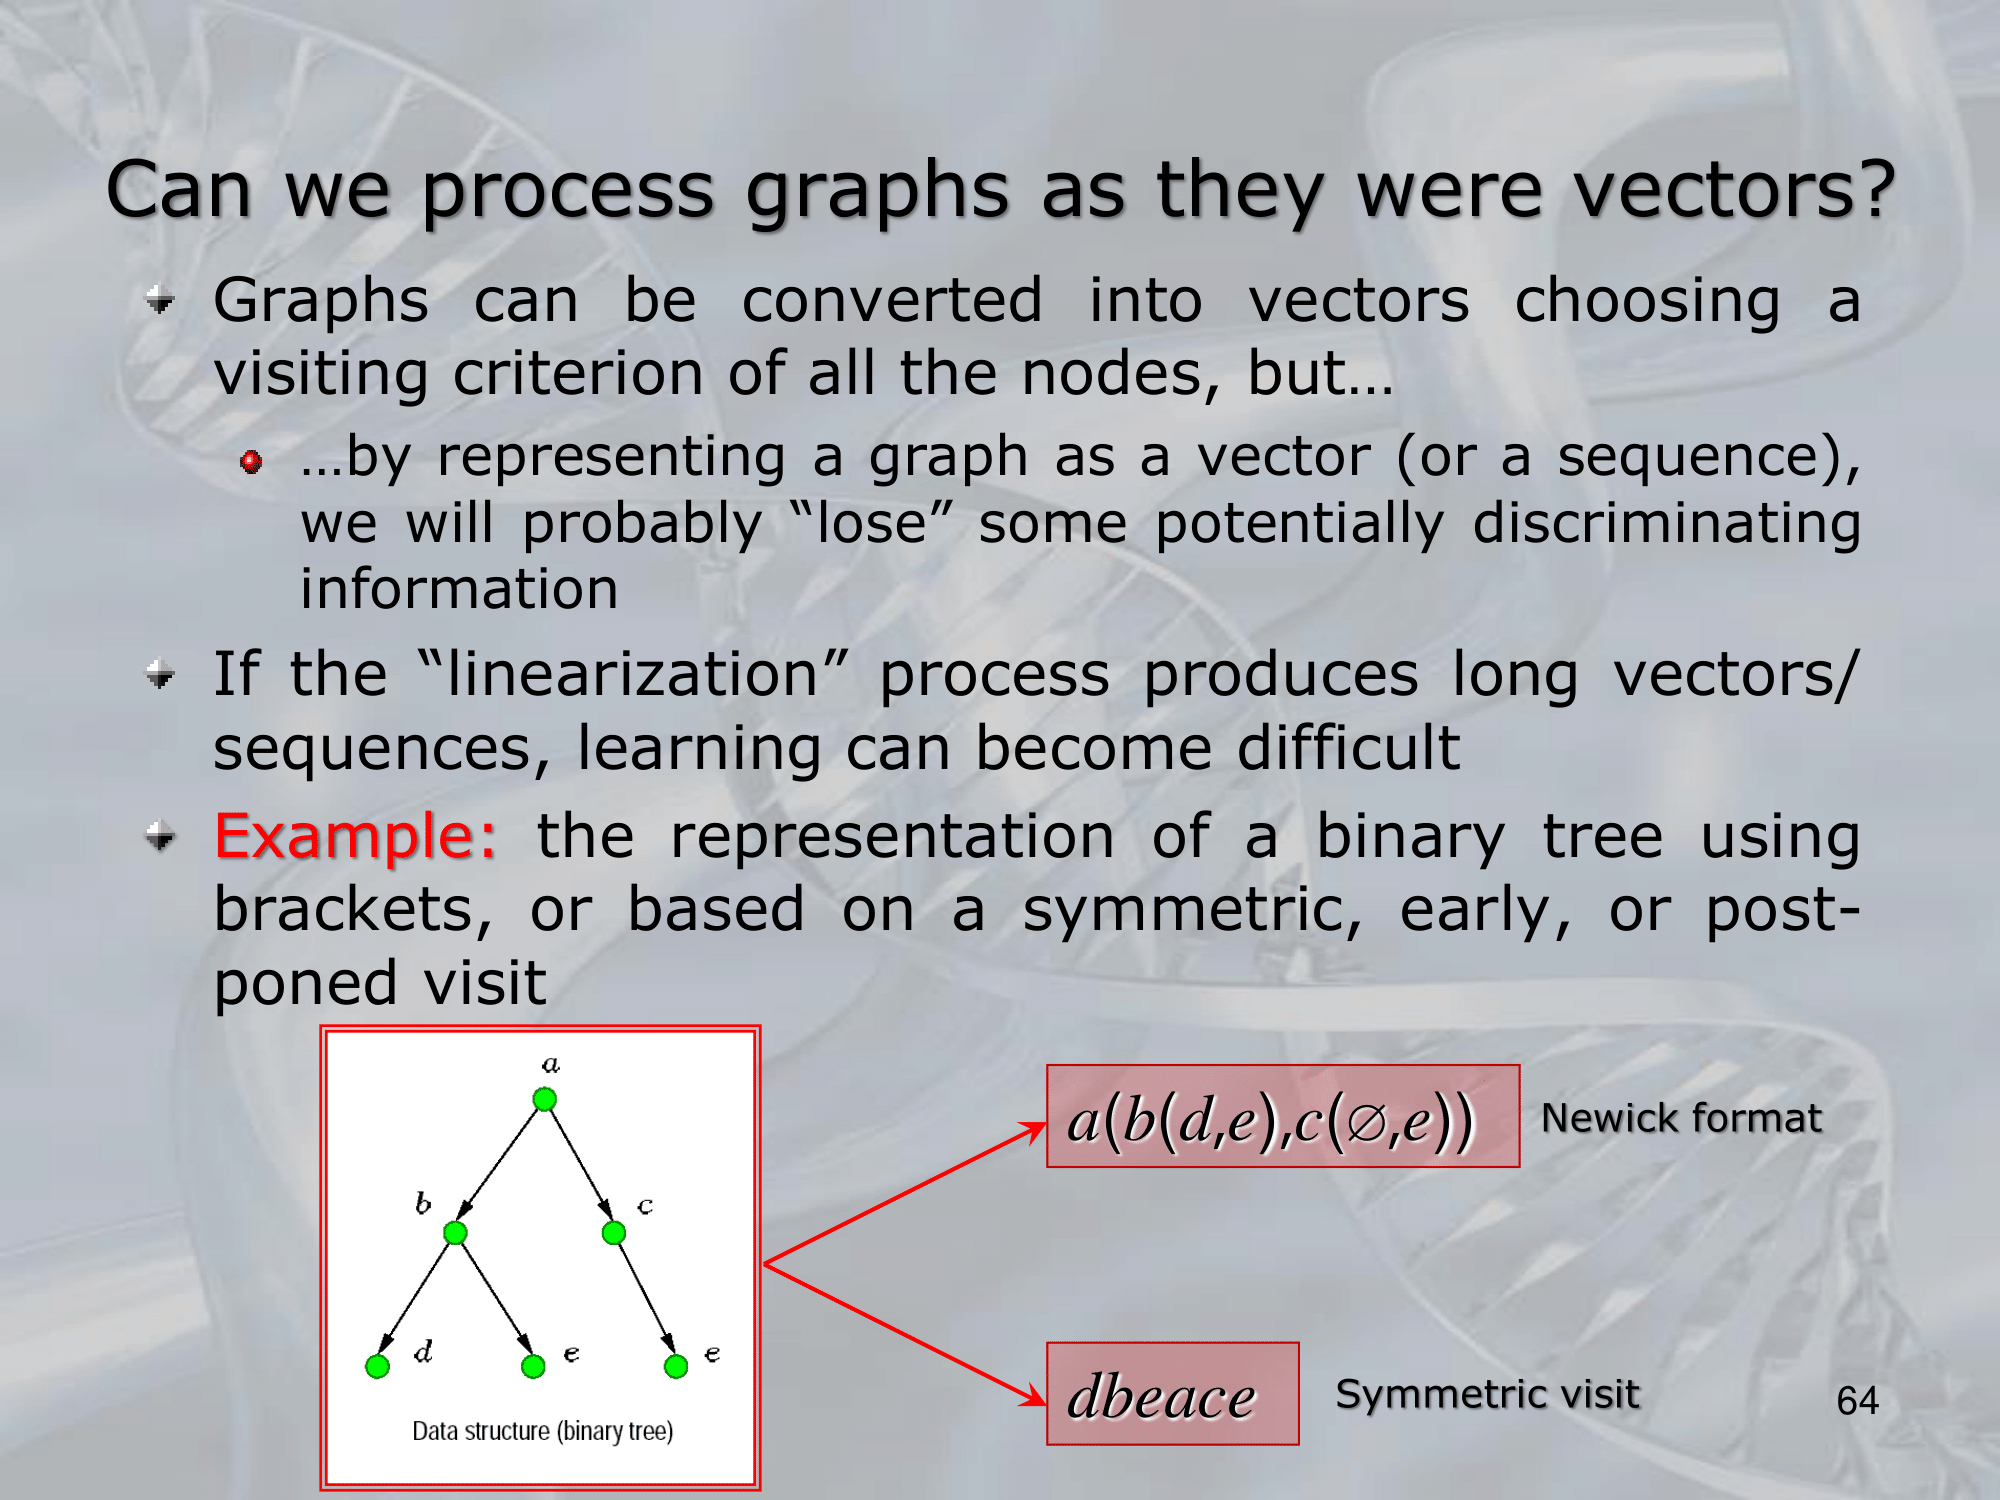 Can we process graphs as they were vectors?
Graphs can be converted into vectors choosing a
visiting criterion of all the nodes, but…
…by representing a graph as a vector (or a sequence),
we will probably “lose” some potentially discriminating
information
If the “linearization” process produces long vectors/
sequences, learning can become difficult
Example: the representation of a binary tree using
brackets, or based on a symmetric, early, or post-
poned visit
a
b c
d e e
Data structure (binary tree)
a(b(d,e),c(∅,e))
Newick format
dbeace
Symmetric visit
64